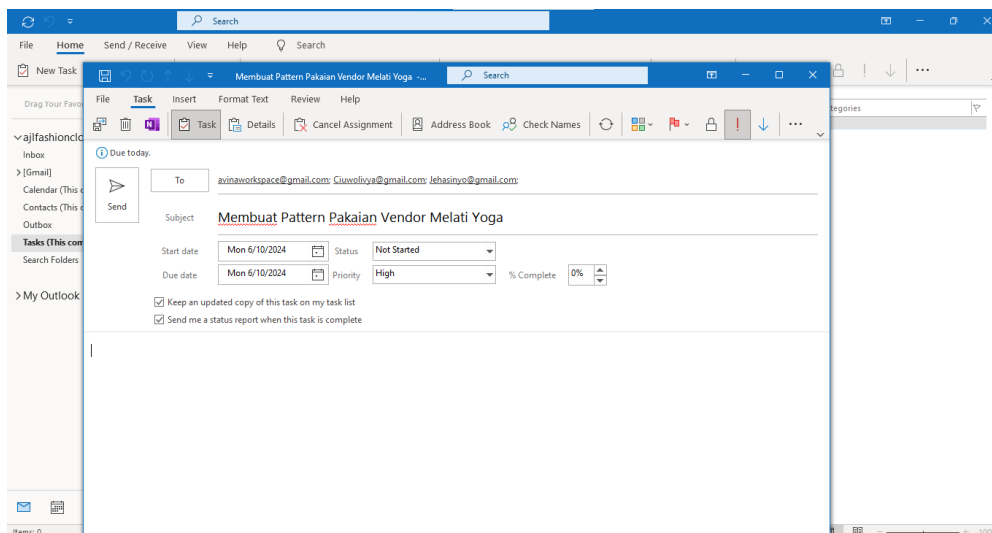 Search
File Home Send / Receive View Help Search
New Task
Membuat Pattern Pakaian Vendor Melati Yoga -... Search
File Task Insert Format Text Review Help
Task Details Cancel Assignment Address Book Check Names
Drag Your Favo
tegories
Due today.
ajlfashionclo
Inbox
[Gmail]
Calendar (This c
Contacts (This c
Outbox
Tasks (This com
Search Folders
My Outlook
Send
To avinaworkspace@gmail.com; Ciuwolivya@gmail.com; Jehasinyo@gmail.com;
Subject Membuat Pattern Pakaian Vendor Melati Yoga
Start date Mon 6/10/2024 Status Not Started
Due date Mon 6/10/2024 Priority High % Complete 0%
Keep an updated copy of this task on my task list
Send me a status report when this task is complete
Items: 0